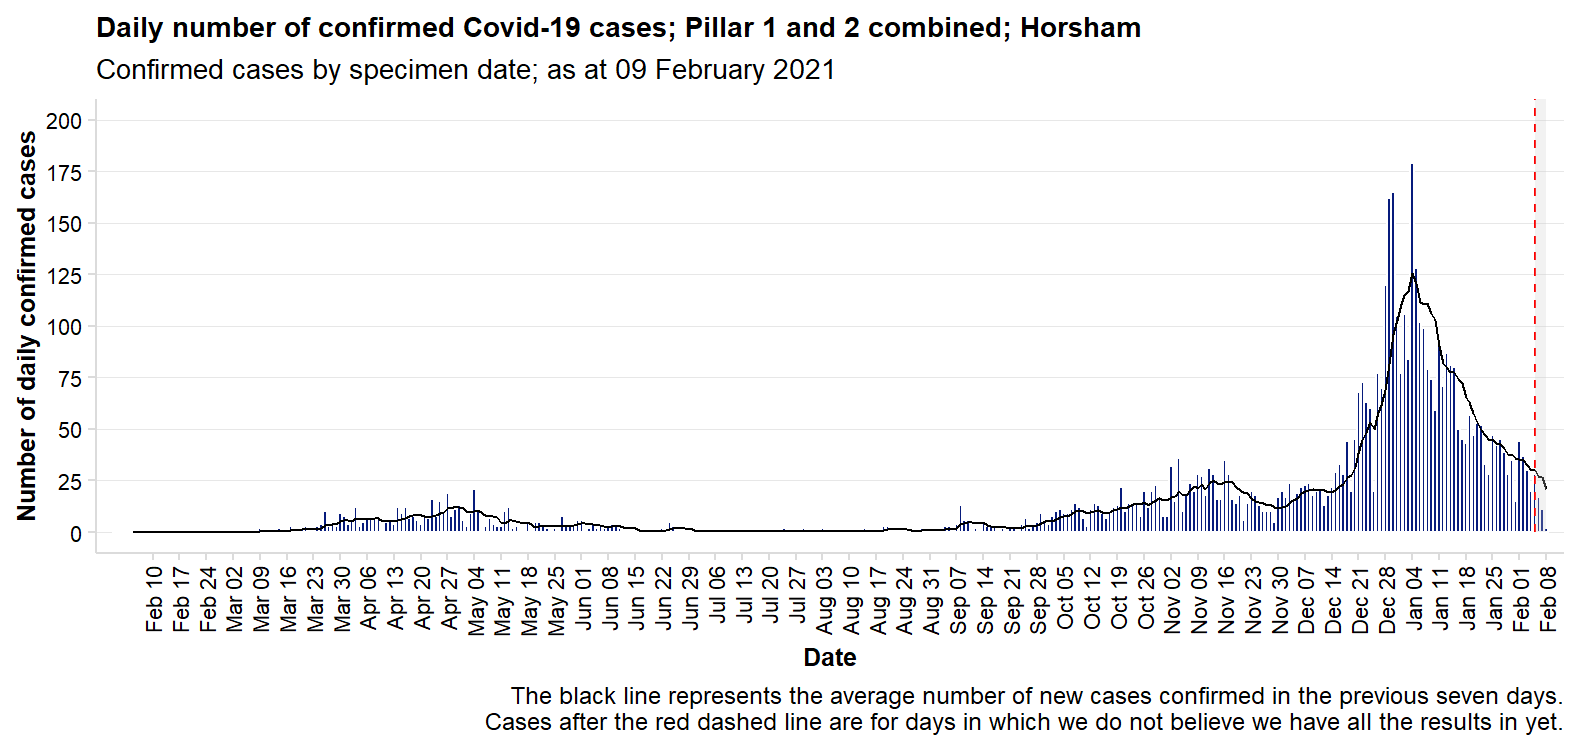 Daily number of confirmed Covid-19 cases; Pillar 1 and 2 combined; Horsham
Confirmed cases by specimen date; as at 09 February 2021
Number of daily confirmed cases
200
175
150
125
100
75
50
25
0
Feb 10
Feb 17
Feb 24
Mar 02
Mar 09
Mar 16
Mar 23
Mar 30
Apr 06
Apr 13
Apr 20
Apr 27
May 04
May 11
May 18
May 25
Jun 01
Jun 08
Jun 15
Jun 22
Jun 29
Jul 06
Jul 13
Jul 20
Jul 27
Aug 03
Aug 10
Aug 17
Aug 24
Aug 31
Sep 07
Sep 14
Sep 21
Sep 28
Oct 05
Oct 12
Oct 19
Oct 26
Nov 02
Nov 09
Nov 16
Nov 23
Nov 30
Dec 07
Dec 14
Dec 21
Dec 28
Jan 04
Jan 11
Jan 18
Jan 25
Feb 01
Feb 08
Date
The black line represents the average number of new cases confirmed in the previous seven days.
Cases after the red dashed line are for days in which we do not believe we have all the results in yet.